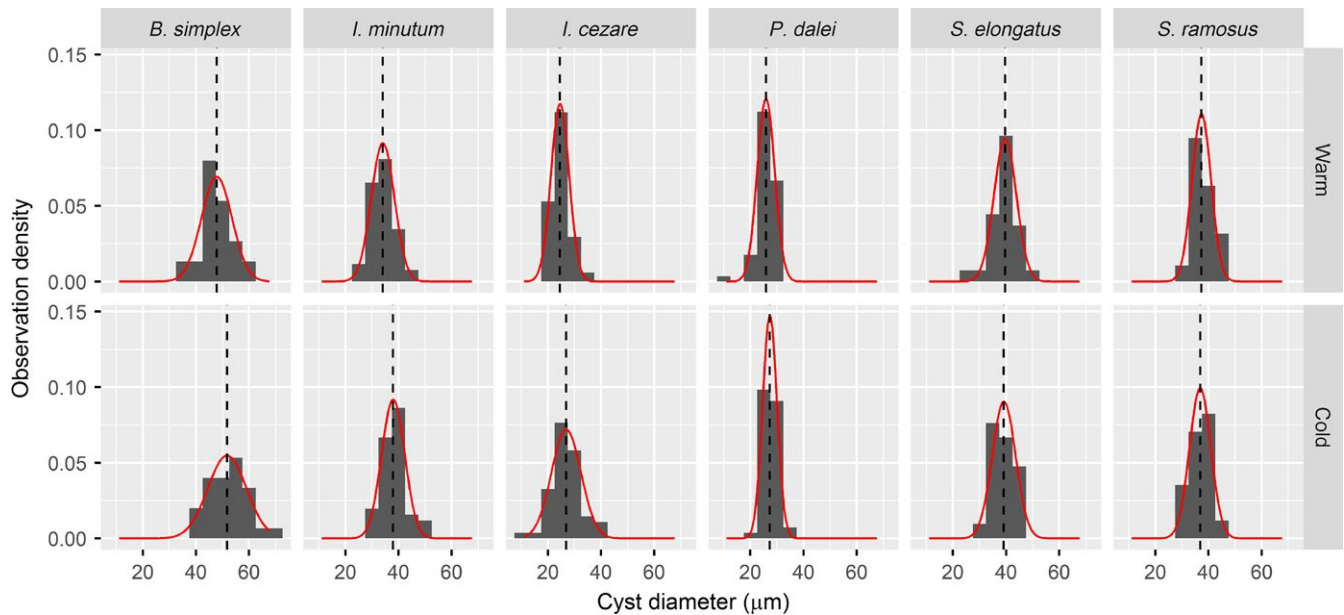 B. simplex I. minutum I. cezare P. dalei S. elongatus S. ramosus
0.15
0.10
0.05
0.00
Warm
0.15
0.10
0.05
0.00
Cold
Observation density
20 40 60 20 40 60 20 40 60 20 40 60 20 40 60 20 40 60
Cyst diameter (μm)